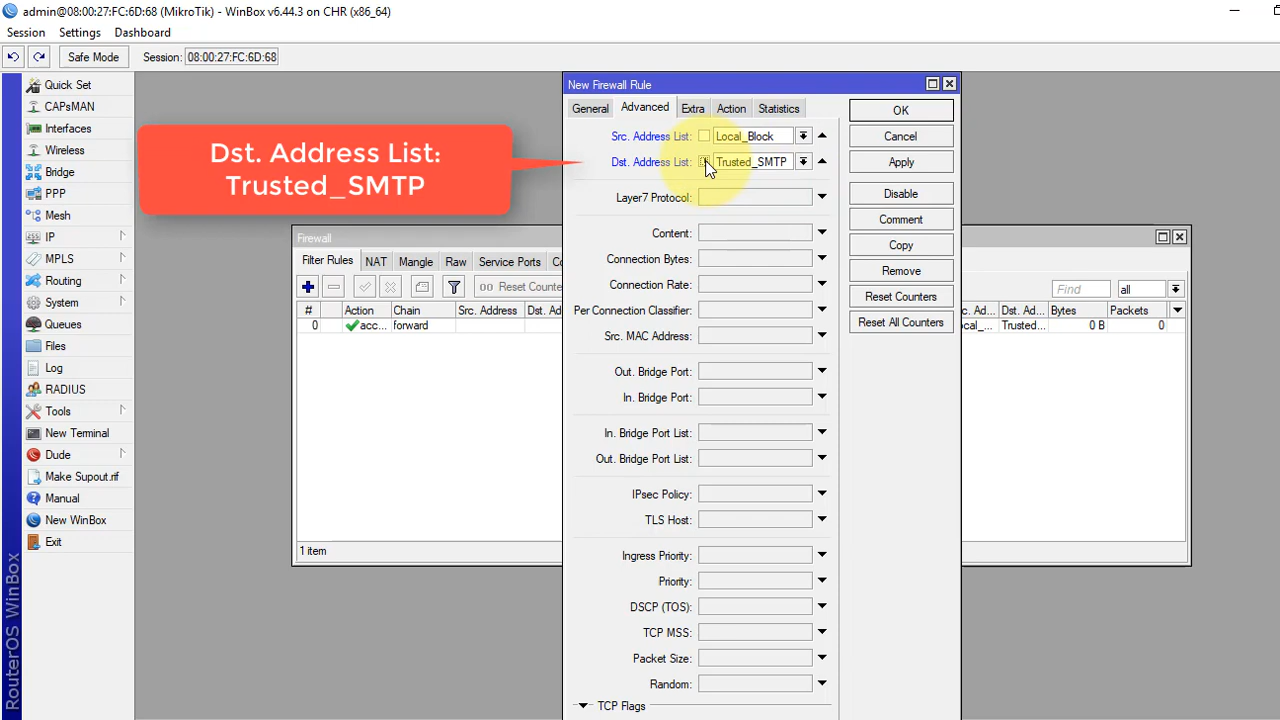 admin@08:00:27:FC:6D:68 (MikroTik) - WinBox v6.44.3 on CHR (x86_64)
Session Settings Dashboard
Safe Mode Session: 08:00:27:FC:6D:68
Quick Set
CAPsMAN
Interfaces
Wireless
Bridge
PPP
Mesh
IP
MPLS
Routing
System
Queues
Files
Log
RADIUS
Tools
New Terminal
Dude
Make Supout.rif
Manual
New WinBox
Exit
RouterOS WinBox
Dst. Address List:
Trusted_SMTP
Firewall
Filter Rules NAT Mangle Raw Service Ports
00 Reset Counte
Find all
# Action Chain Src. Address Dst. Ad Dst. Ad... Bytes Packets
0 acc... forward Trusted... 0 B 0
1 item
New Firewall Rule
General Advanced Extra Action Statistics
Src. Address List: Local_Block
Dst. Address List: Trusted_SMTP
Layer7 Protocol:
Content:
Connection Bytes:
Connection Rate:
Per Connection Classifier:
Src. MAC Address:
Out. Bridge Port:
In. Bridge Port:
In. Bridge Port List:
Out. Bridge Port List:
IPsec Policy:
TLS Host:
Ingress Priority:
Priority:
DSCP (TOS):
TCP MSS:
Packet Size:
Random:
TCP Flags
OK
Cancel
Apply
Disable
Comment
Copy
Remove
Reset Counters
Reset All Counters